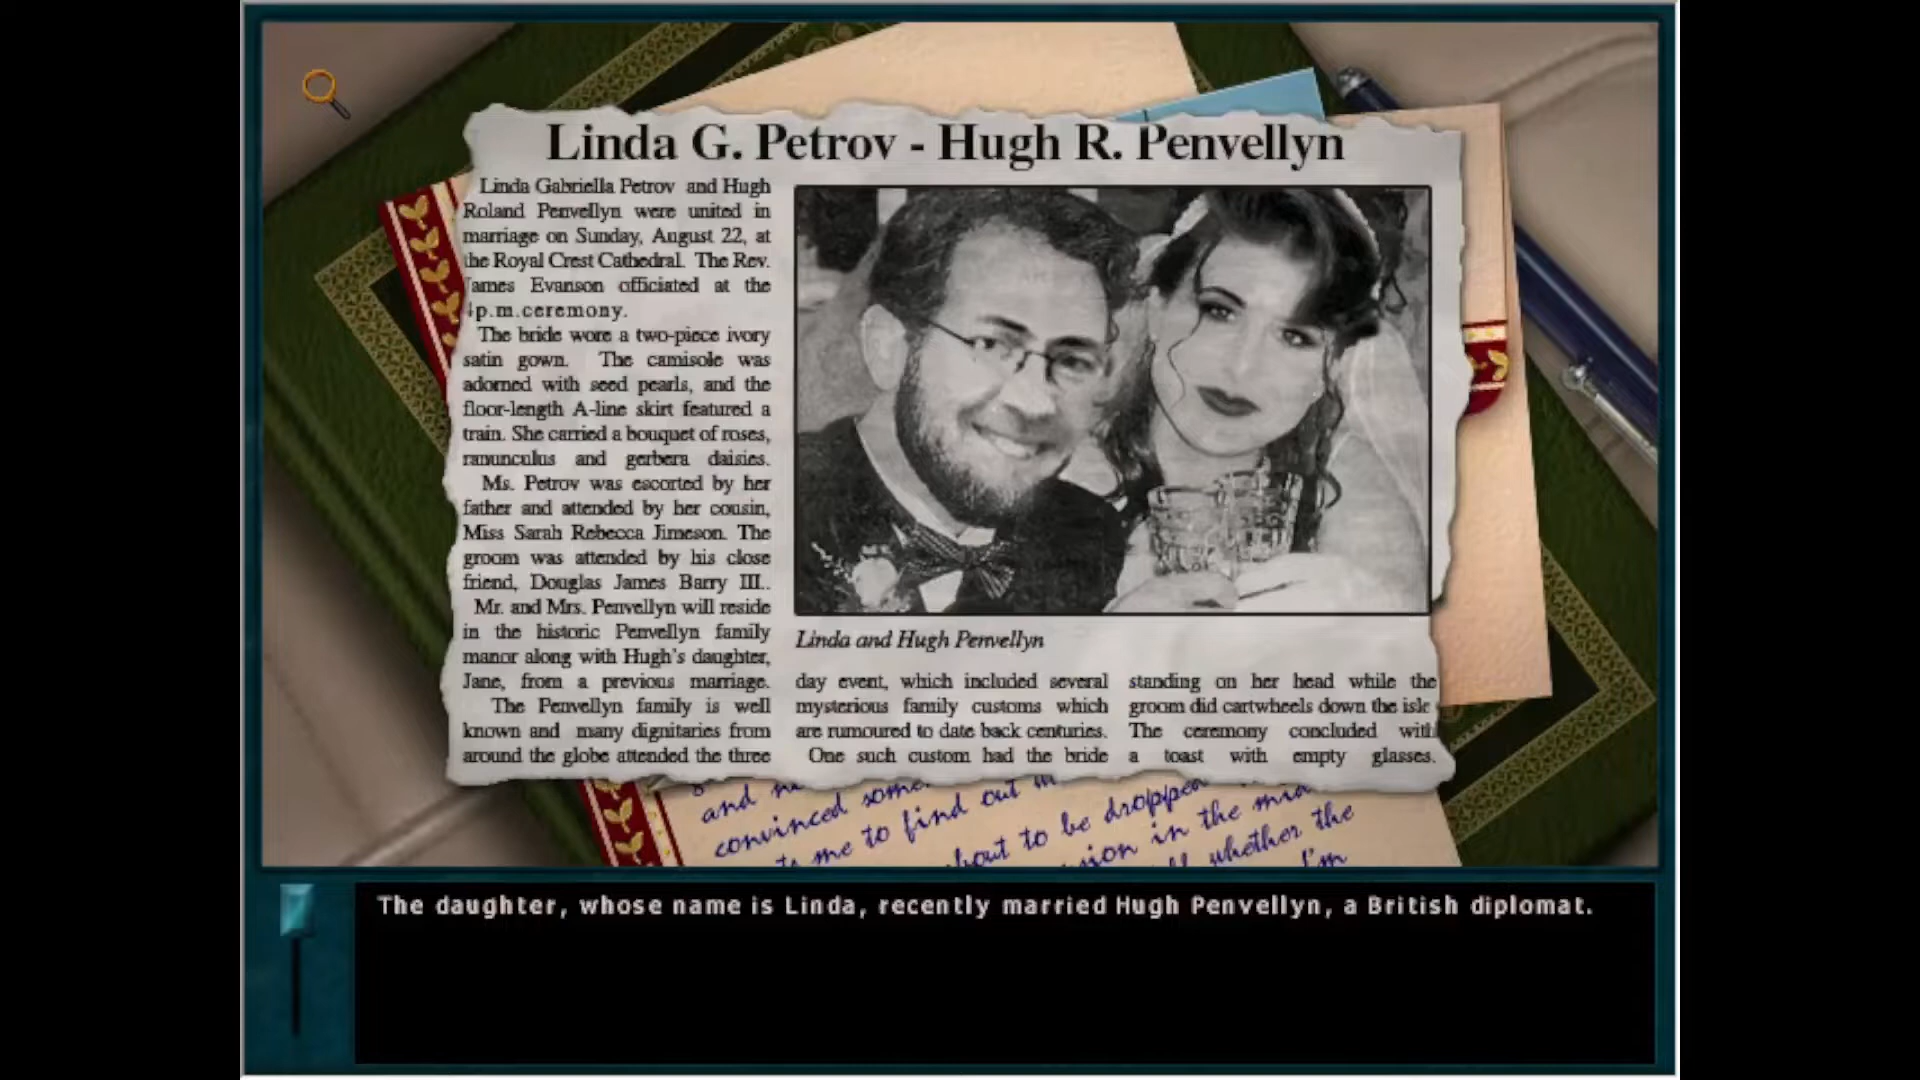 Linda G. Petrov - Hugh R. Penvellyn
Linda Gabriella Petrov and Hugh
Roland Penvellyn were united in
marriage on Sunday, August 22, at
the Royal Crest Cathedral. The Rev.
James Evanson officiated at the
4p.m.ceremony.
The bride wore a two-piece ivory
satin gown. The camisole was
adorned with seed pearls, and the
floor-length A-line skirt featured a
train. She carried a bouquet of roses,
ranunculus and gerbera daisies.
Ms. Petrov was escorted by her
father and attended by her cousin,
Miss Sarah Rebecca Jimeson. The
groom was attended by his close
friend, Douglas James Barry III..
Mr. and Mrs. Penvellyn will reside
in the historic Penvellyn family
manor along with Hugh's daughter,
Jane, from a previous marriage.
The Penvellyn family is well
known and many dignitaries from
around the globe attended the three
Linda and Hugh Penvellyn
day event, which included several
mysterious family customs which
are rumoured to date back centuries.
One such custom had the bride
standing on her head while the
groom did cartwheels down the isle
The ceremony concluded with
a toast with empty glasses.
and
convinced
me to find out
to be dropped
in the
whether the
I'm
The daughter, whose name is Linda, recently married Hugh Penvellyn, a British diplomat.